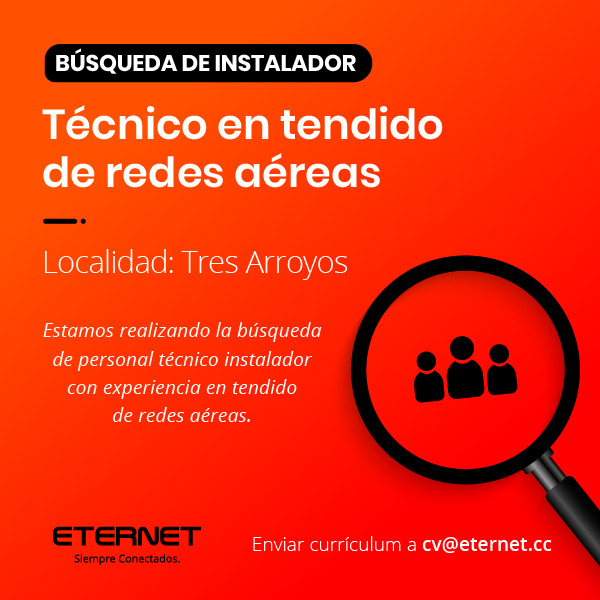 BÚSQUEDA DE INSTALADOR
Técnico en tendido
de redes aéreas
Localidad: Tres Arroyos
Estamos realizando la búsqueda
de personal técnico instalador
con experiencia en tendido
de redes aéreas.
ETERNET
Siempre Conectados.
Enviar currículum a cv@eternet.cc